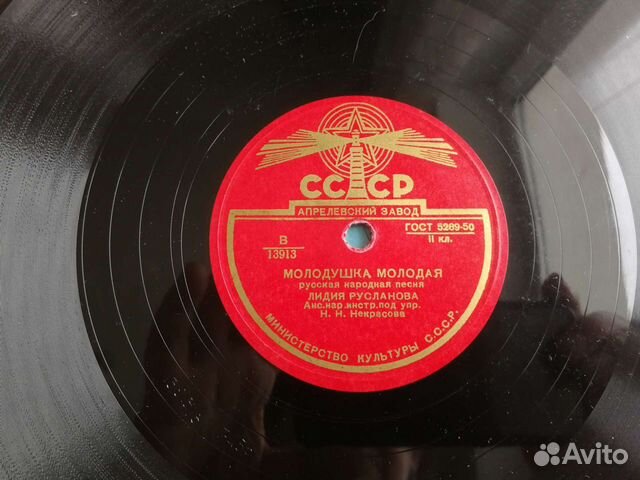 СССР
АПРЕЛЕВСКИЙ ЗАВОД
В
13913
ГОСТ 5289-50
II кл.
МОЛОДУШКА МОЛОДАЯ
русская народная песня
ЛИДИЯ РУСЛАНОВА
Анс.нар.инстр.под упр.
Н. Н. Некрасова
МИНИСТЕРСТВО КУЛЬТУРЫ С.С.С.Р.
Avito